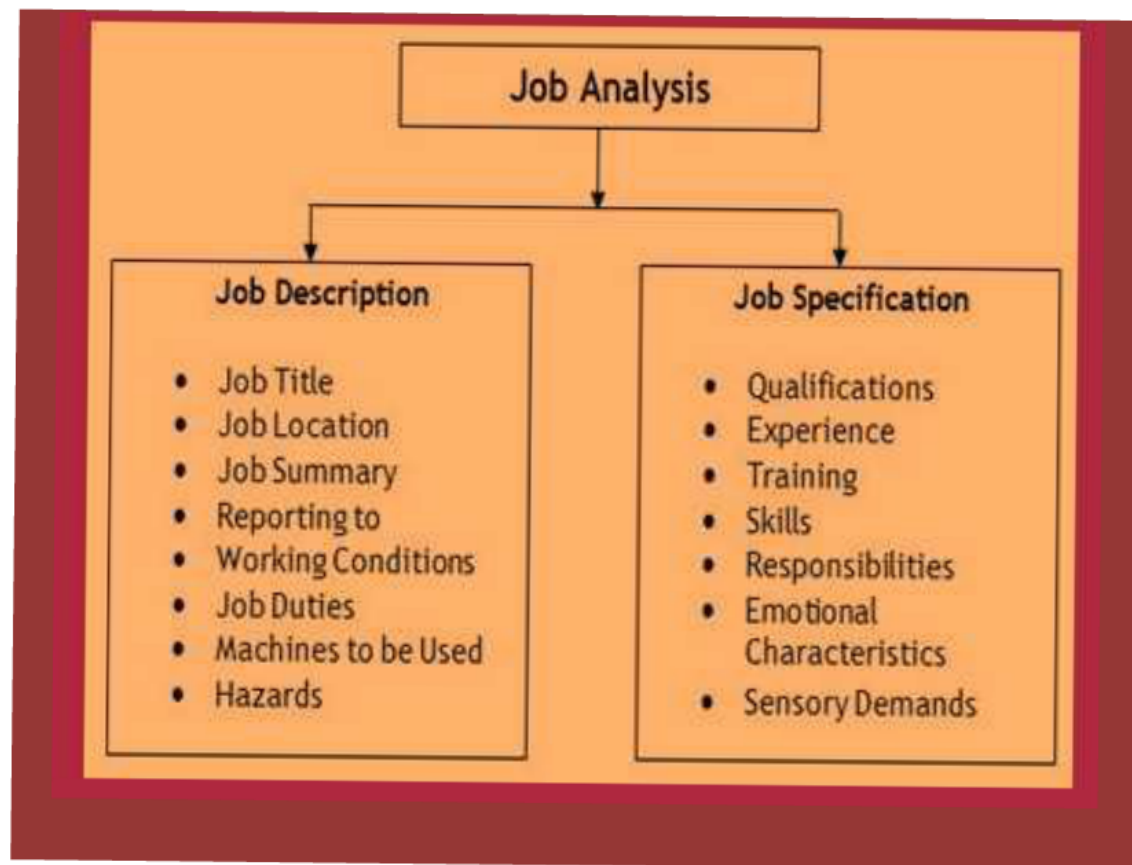 Job Analysis
Job Description
• Job Title
• Job Location
• Job Summary
• Reporting to
• Working Conditions
• Job Duties
• Machines to be Used
• Hazards
Job Specification
• Qualifications
• Experience
• Training
• Skills
• Responsibilities
• Emotional
Characteristics
• Sensory Demands